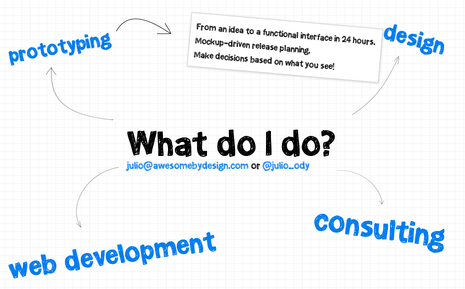 prototyping
From an idea to a functional interface in 24 hours.
Mockup-driven release planning.
Make decisions based on what you see!
design
What do I do?
julio@awesomebydesign.com or @julio_ody
web development
consulting